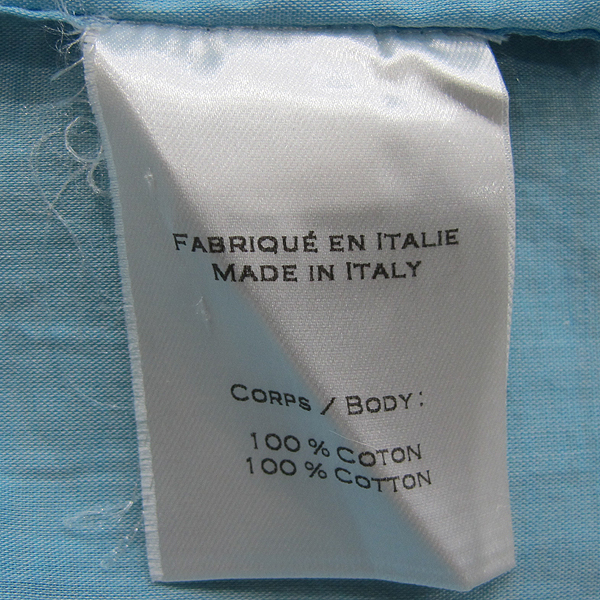 FABRIQUÉ EN ITALIE
MADE IN ITALY
CORPS / BODY:
100 % COTON
100 % COTTON